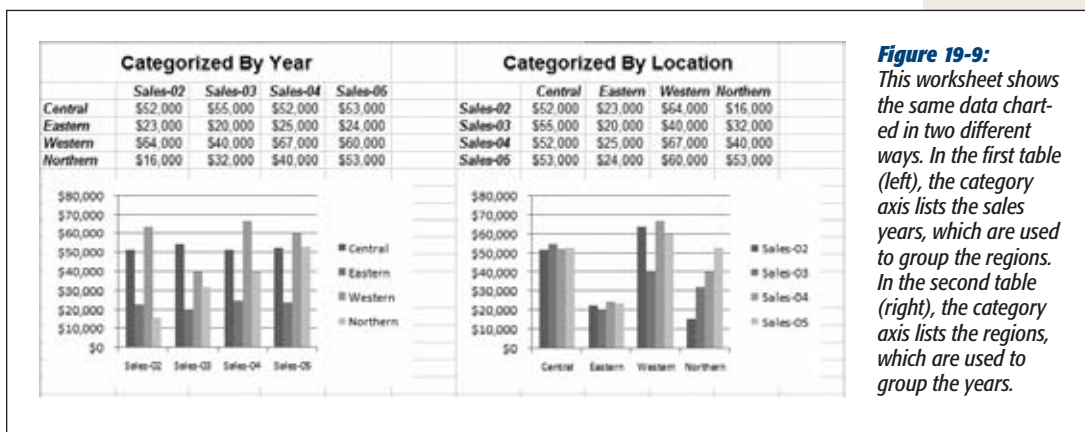 Categorized By Year
Sales-02 Sales-03 Sales-04 Sales-05
Central $52,000 $55,000 $52,000 $53,000
Eastern $23,000 $20,000 $25,000 $24,000
Western $64,000 $40,000 $67,000 $60,000
Northern $16,000 $32,000 $40,000 $53,000
$80,000
$70,000
$60,000
$50,000
$40,000
$30,000
$20,000
$10,000
$0
Sales-02 Sales-03 Sales-04 Sales-05
Central
Eastern
Western
Northern
Categorized By Location
Central Eastern Western Northern
Sales-02 $52,000 $23,000 $64,000 $16,000
Sales-03 $55,000 $20,000 $40,000 $32,000
Sales-04 $52,000 $25,000 $67,000 $40,000
Sales-05 $53,000 $24,000 $60,000 $53,000
$80,000
$70,000
$60,000
$50,000
$40,000
$30,000
$20,000
$10,000
$0
Central Eastern Western Northern
Sales-02
Sales-03
Sales-04
Sales-05
Figure 19-9:
This worksheet shows
the same data chart-
ed in two different
ways. In the first table
(left), the category
axis lists the sales
years, which are used
to group the regions.
In the second table
(right), the category
axis lists the regions,
which are used to
group the years.